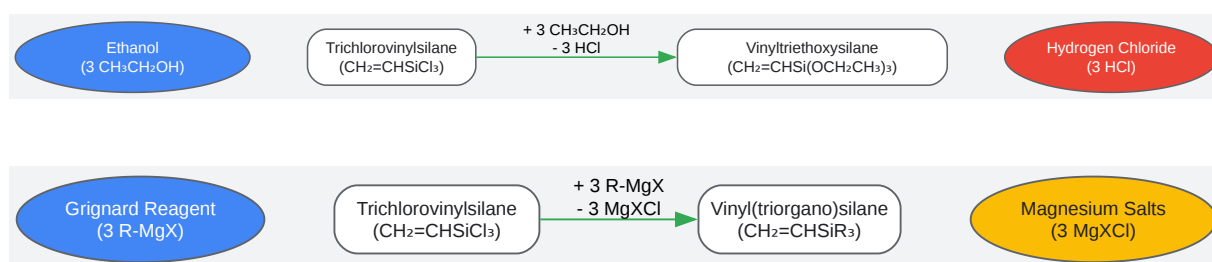 Ethanol
(3 CH₃CH₂OH)
Trichlorovinylsilane
(CH₂=CHSiCl₃)
+ 3 CH₃CH₂OH
- 3 HCl
Vinyltriethoxysilane
(CH₂=CHSi(OCH₂CH₃)₃)
Hydrogen Chloride
(3 HCl)
Grignard Reagent
(3 R-MgX)
Trichlorovinylsilane
(CH₂=CHSiCl₃)
+ 3 R-MgX
- 3 MgXCl
Vinyl(triorgano)silane
(CH₂=CHSiR₃)
Magnesium Salts
(3 MgXCl)